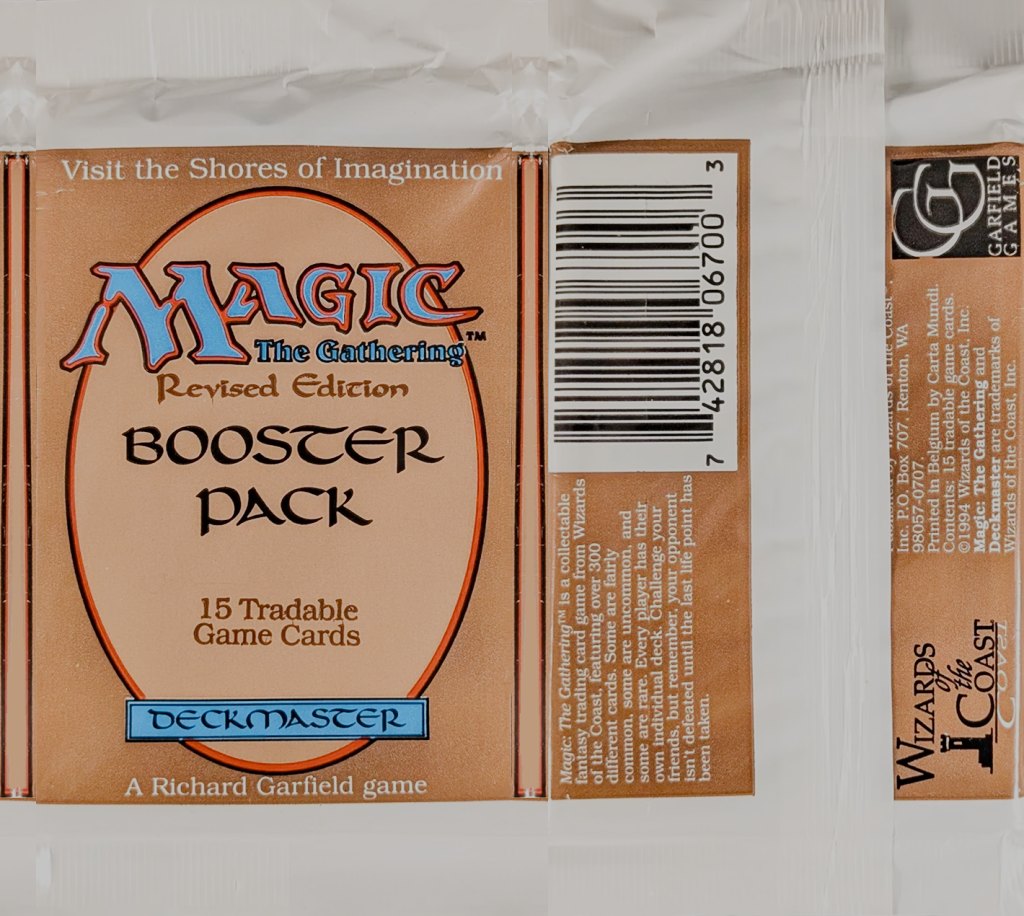 Visit the Shores of Imagination
MAGIC
The Gathering™
Revised Edition
BOOSTER
PACK
15 Tradable
Game Cards
DECKMASTER
A Richard Garfield game
7 42818 06700 3
Magic: The Gathering™ is a collectable
fantasy trading card game from Wizards
of the Coast, featuring over 300
different cards. Some are fairly
common, some are uncommon, and
some are rare. Every player has their
own individual deck. Challenge your
friends, but remember, your opponent
isn't defeated until the last life point has
been taken.
GG
GARFIELD
GAMES
Wizards of the Coast,
Inc. P.O. Box 707, Renton, WA
98057-0707.
Printed in Belgium by Carta Mundi.
Contents: 15 tradable game cards.
©1994 Wizards of the Coast, Inc.
Magic: The Gathering and
Deckmaster are trademarks of
Wizards of the Coast, Inc.
WIZARDS
of the
COAST